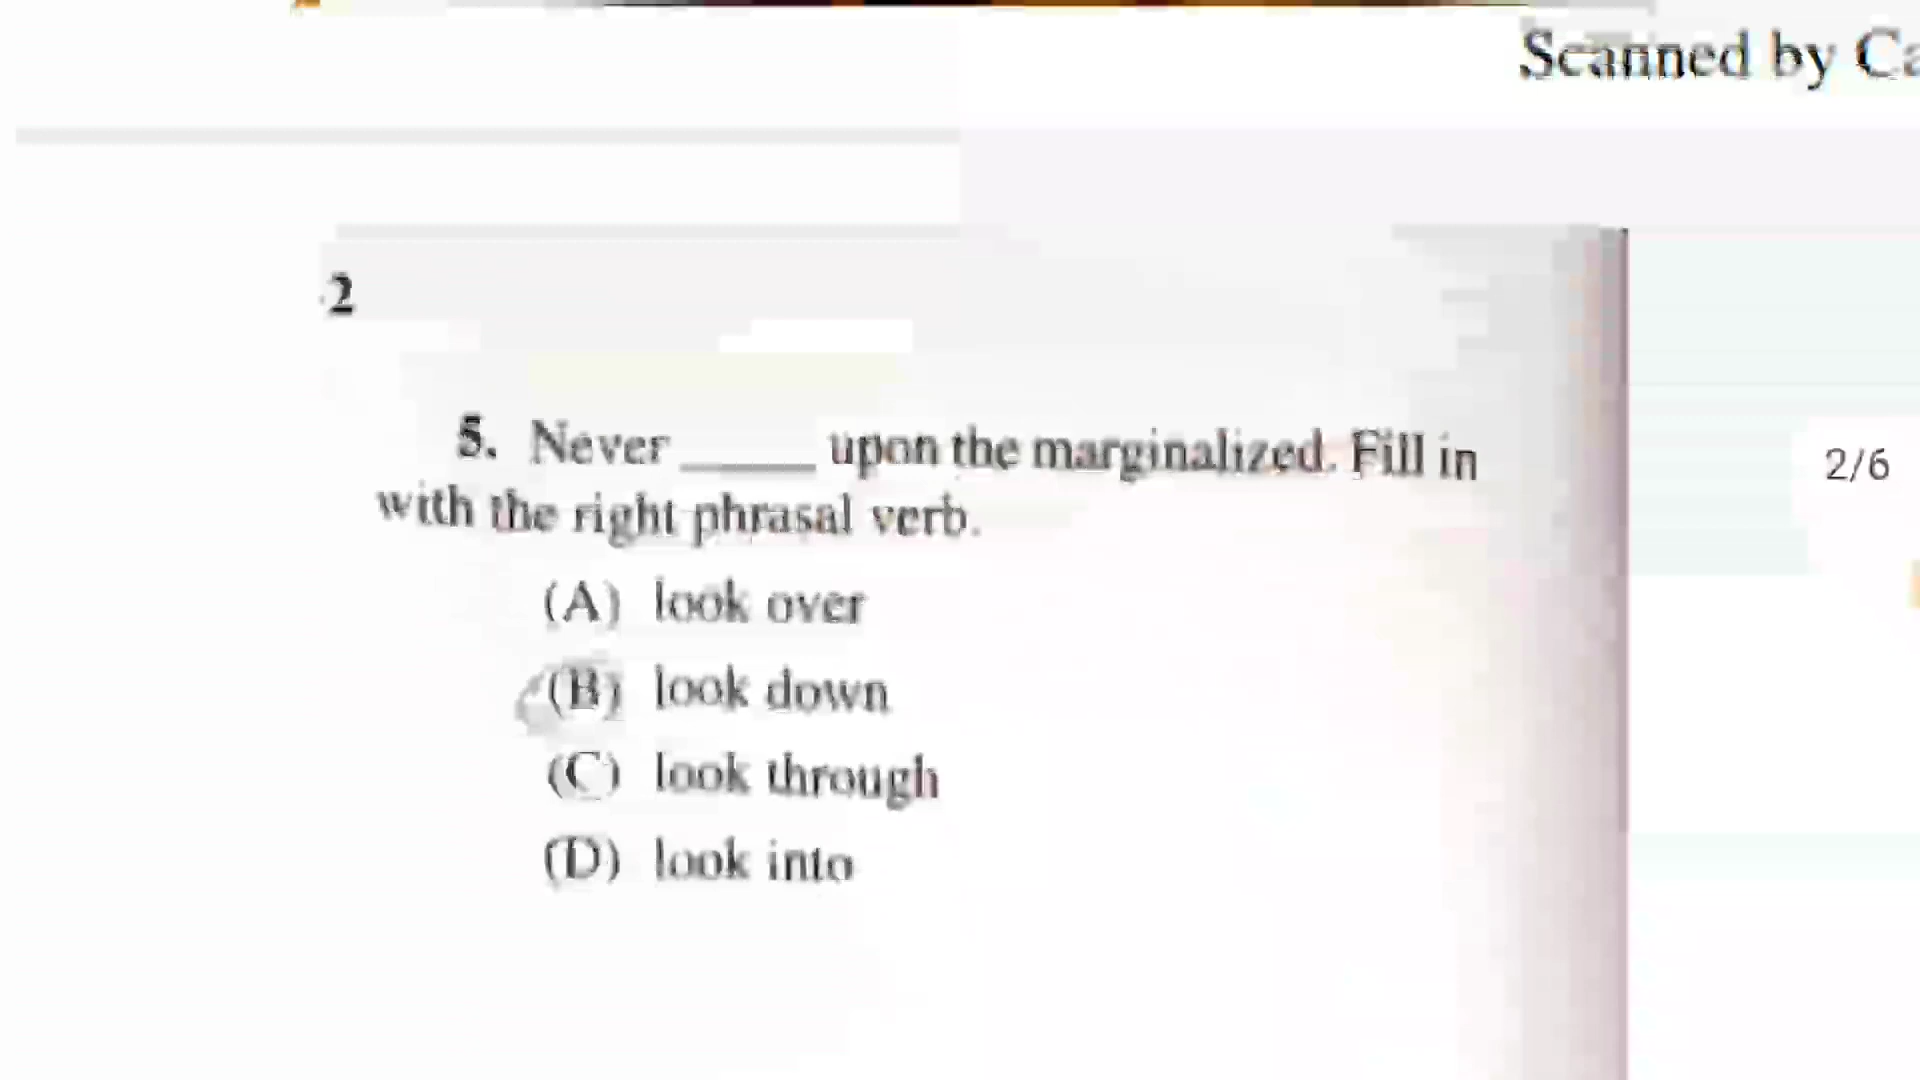 Scanned by Ca
2
5. Never _____ upon the marginalized. Fill in
2/6
with the right phrasal verb.
(A) look over
(B) look down
(C) look through
(D) look into